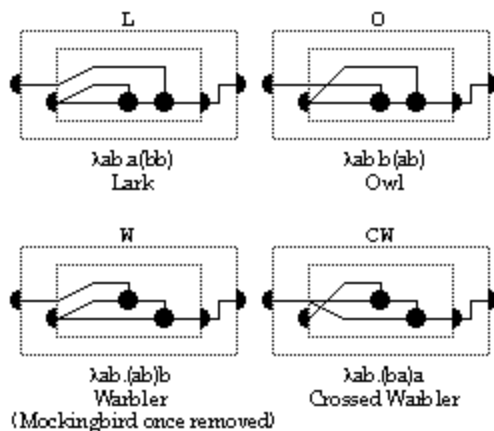 L
O
λab.a(bb)
Lark
λab.b(ab)
Owl
W
CW
λab.(ab)b
Warbler
(Mockingbird once removed)
λab.(ba)a
Crossed Warbler